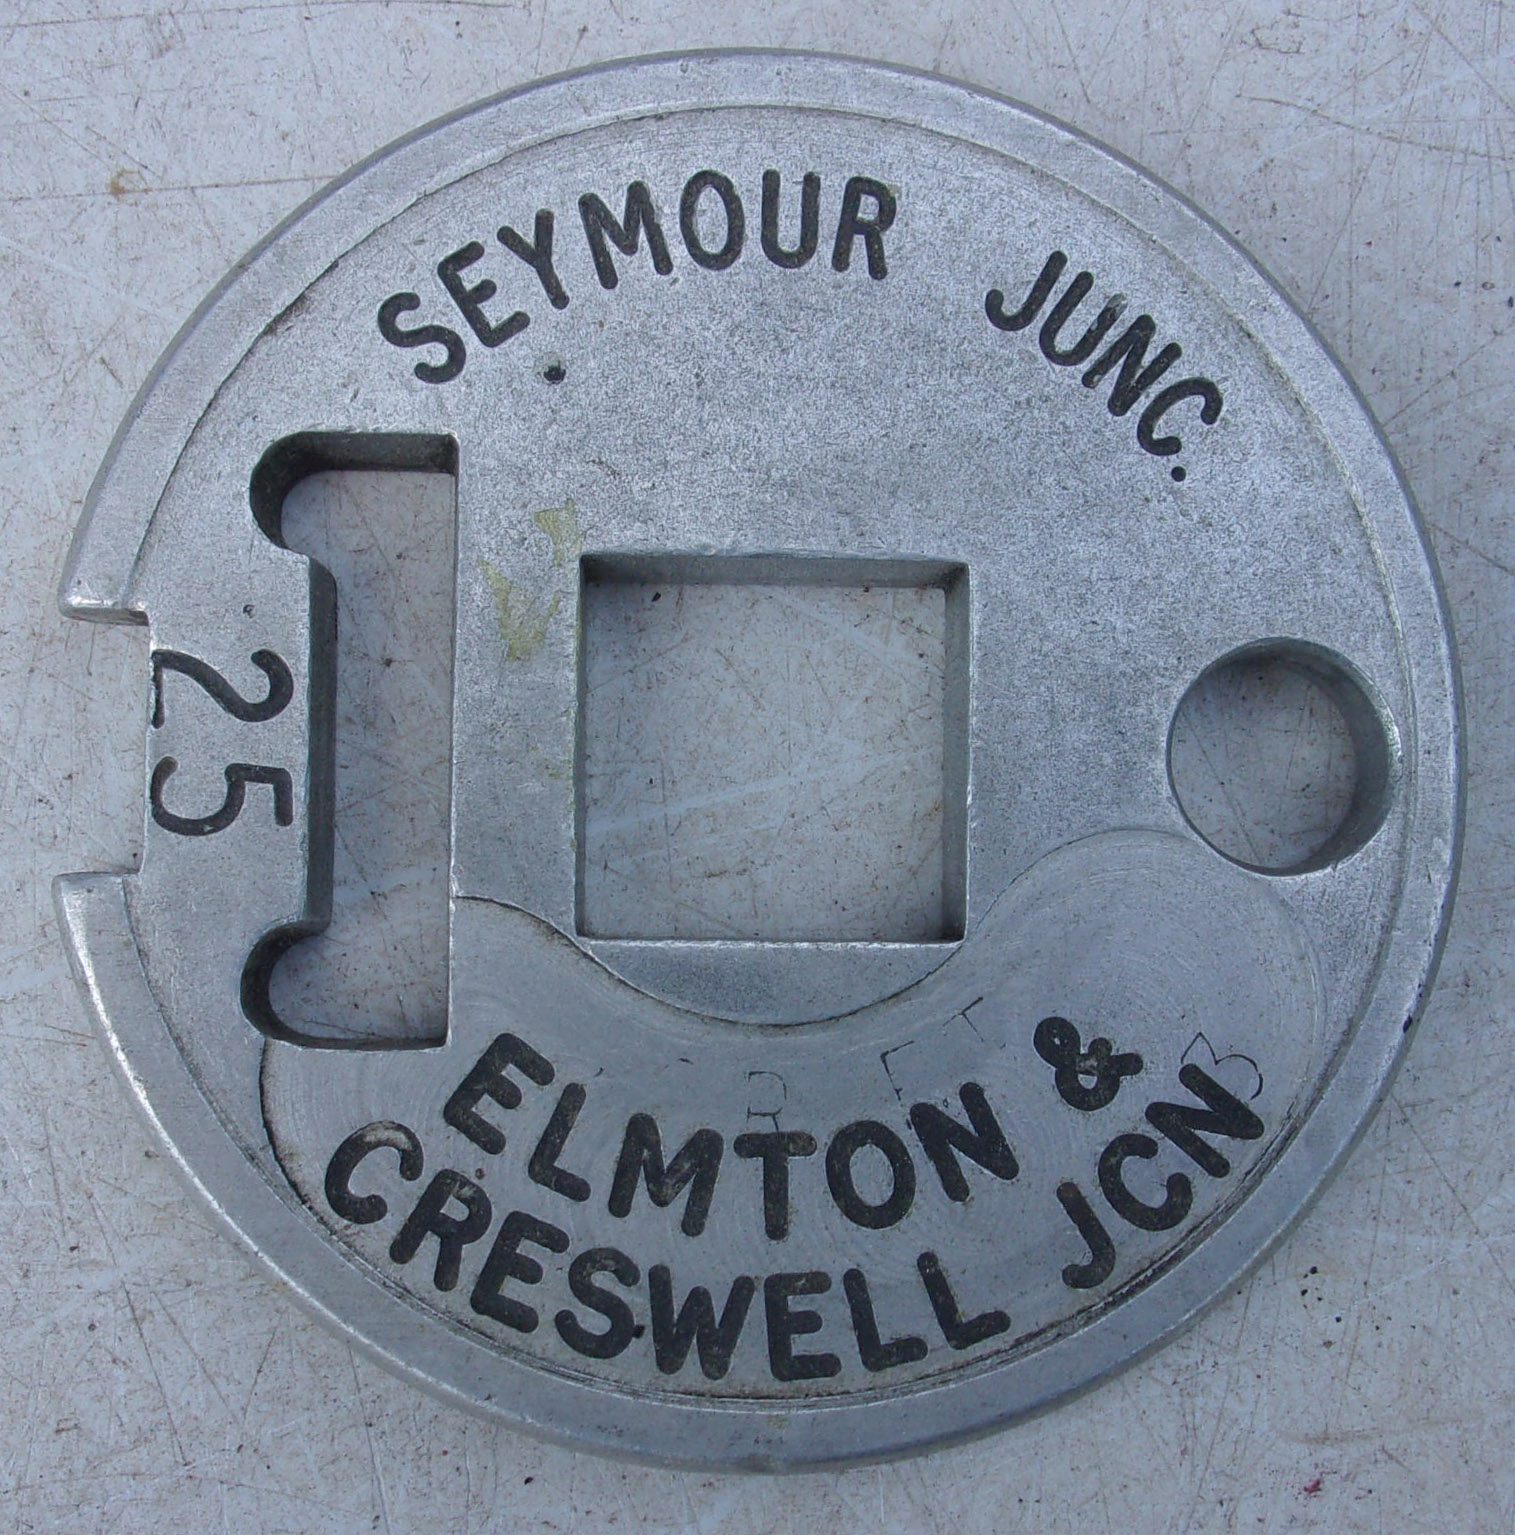 SEYMOUR JUNC.
25
ELMTON &
CRESWELL JCN